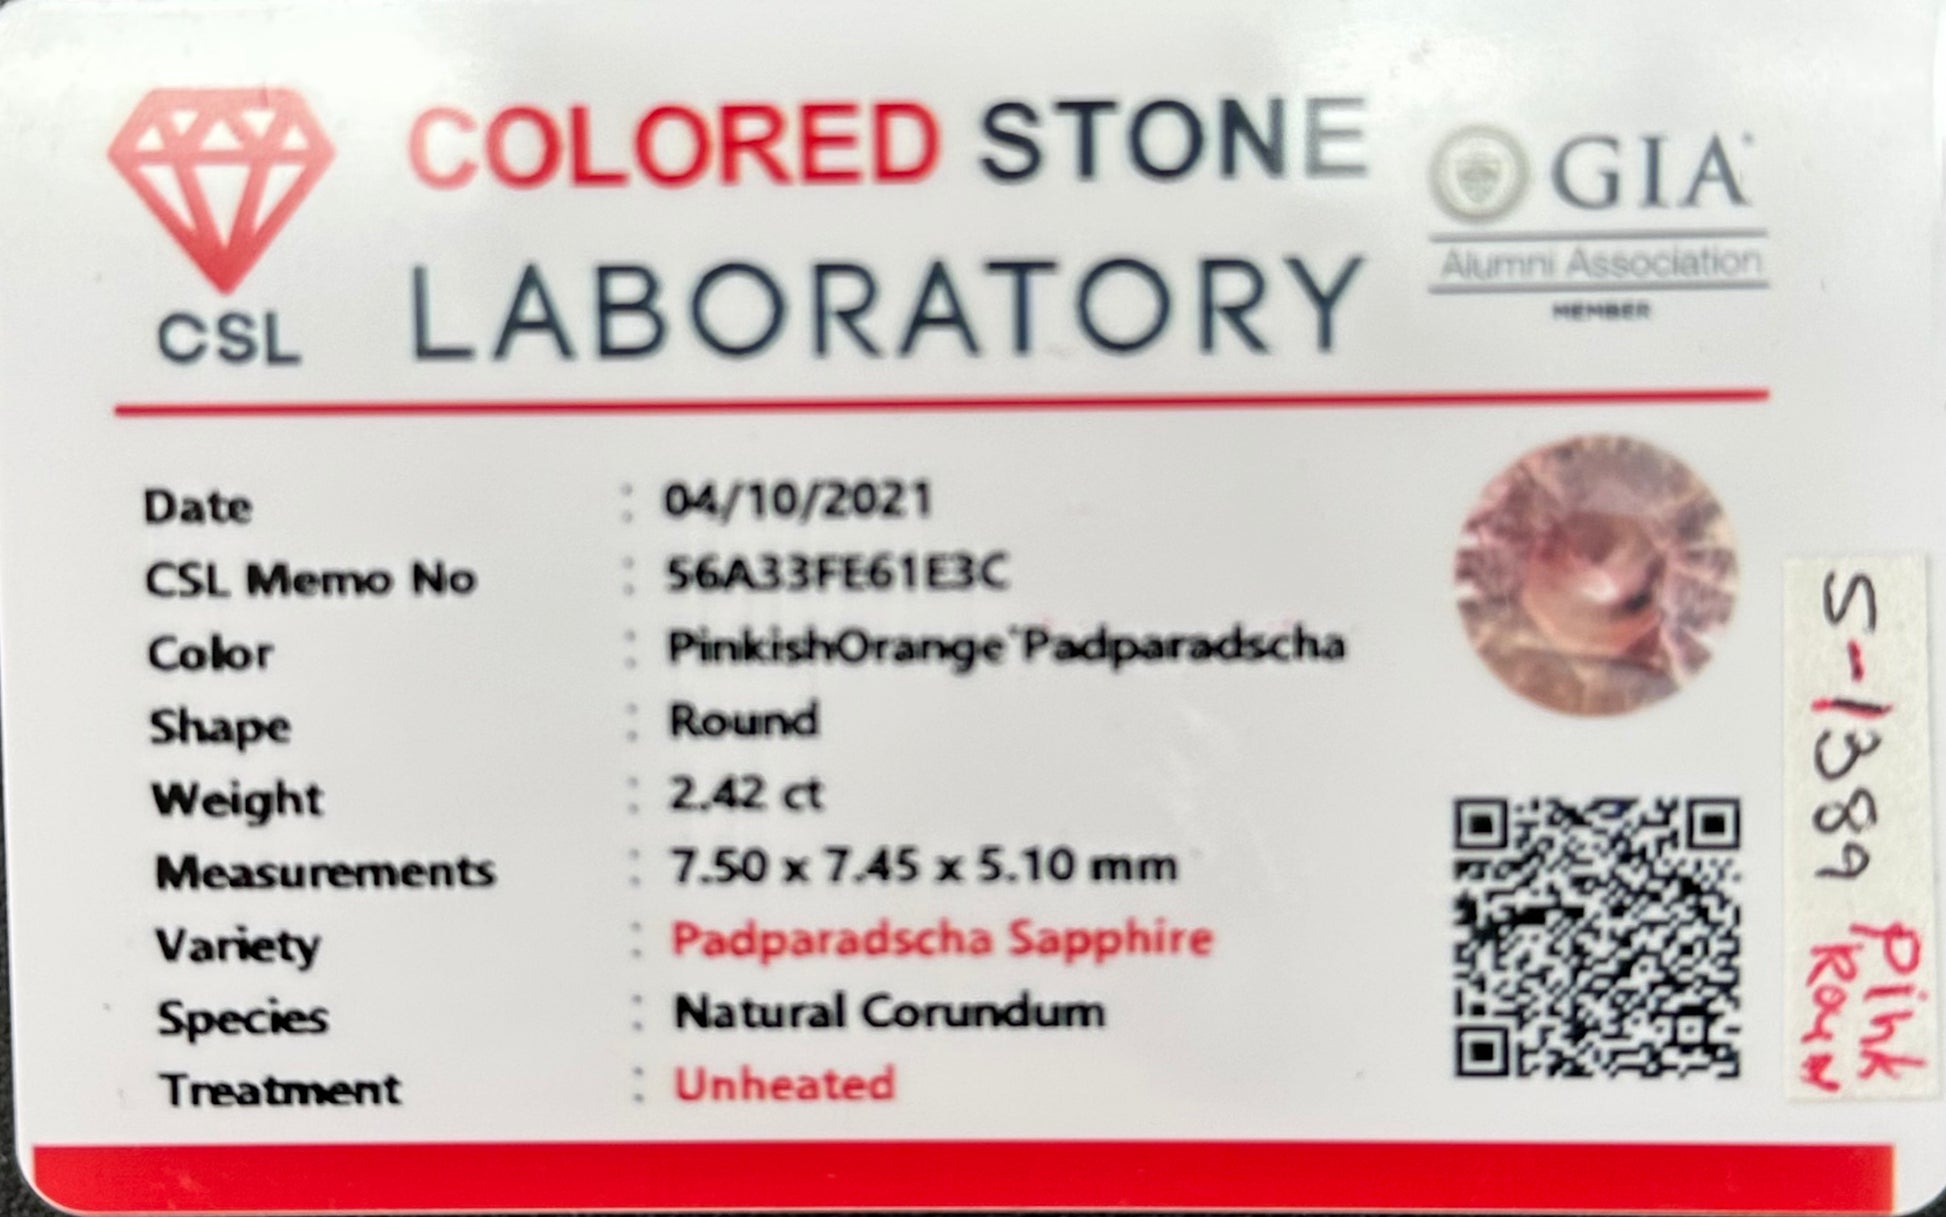 COLORED STONE
LABORATORY
CSL
GIA
Alumni Association
MEMBER
Date : 04/10/2021
CSL Memo No : 56A33FE61E3C
Color : PinkishOrange`Padparadscha
Shape : Round
Weight : 2.42 ct
Measurements : 7.50 x 7.45 x 5.10 mm
Variety : Padparadscha Sapphire
Species : Natural Corundum
Treatment : Unheated
S-1389 Pink